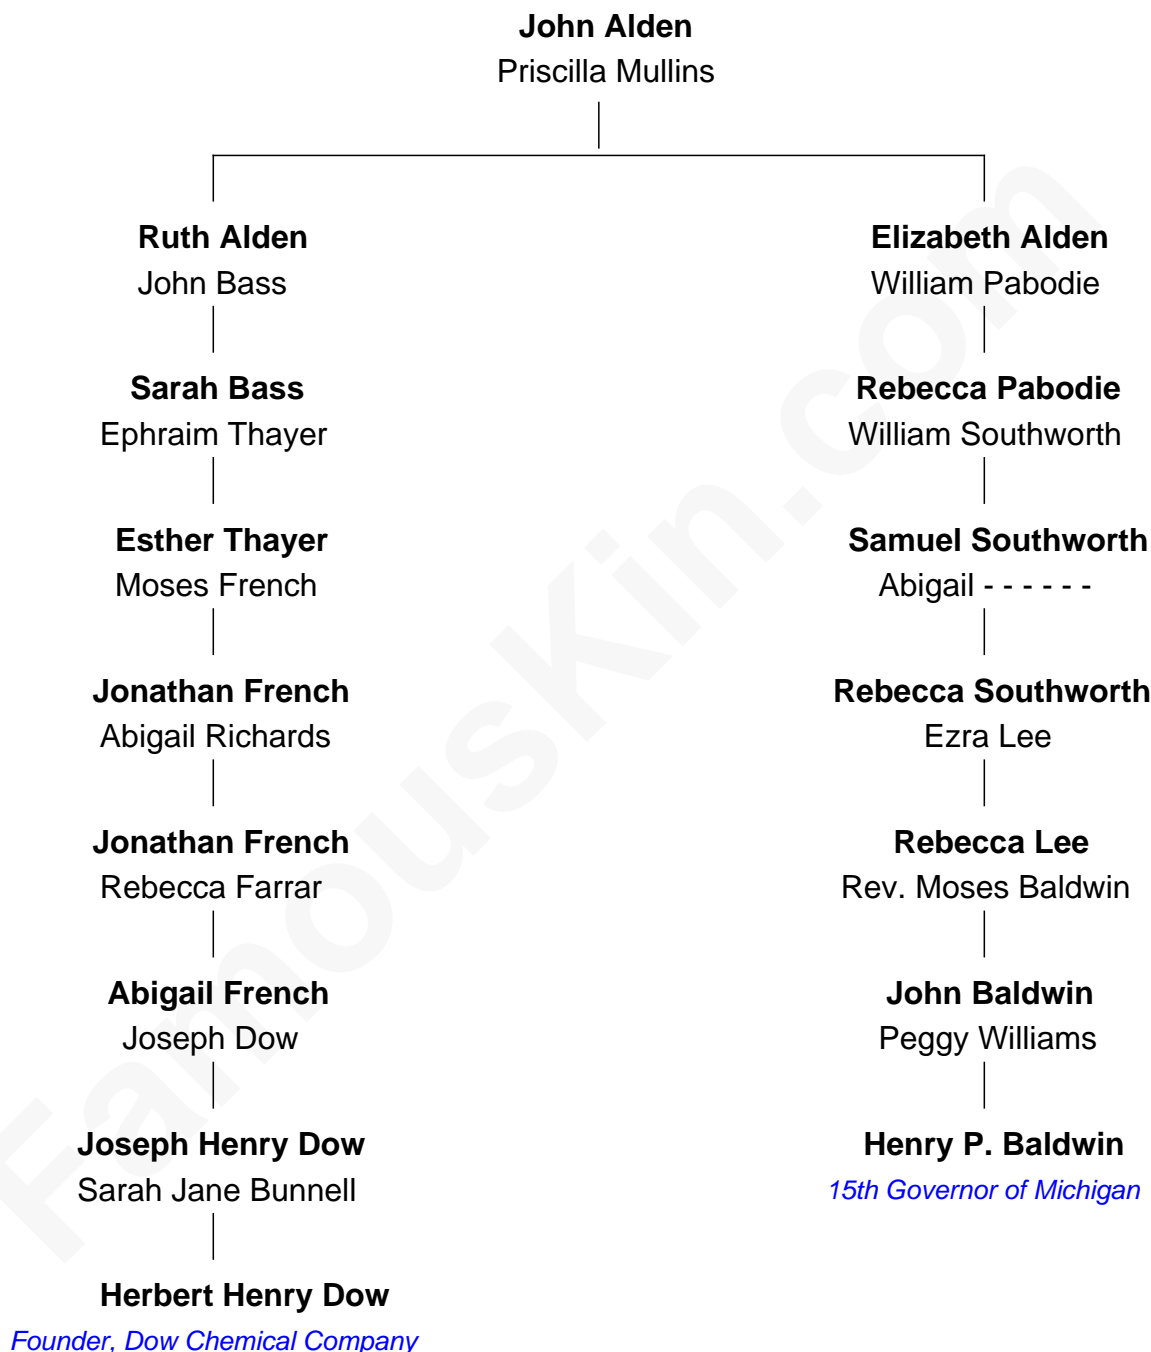 John Alden
Priscilla Mullins
Ruth Alden
John Bass
Elizabeth Alden
William Pabodie
Sarah Bass
Ephraim Thayer
Rebecca Pabodie
William Southworth
Esther Thayer
Moses French
Samuel Southworth
Abigail - - - - - -
Jonathan French
Abigail Richards
Rebecca Southworth
Ezra Lee
Jonathan French
Rebecca Farrar
Rebecca Lee
Rev. Moses Baldwin
Abigail French
Joseph Dow
John Baldwin
Peggy Williams
Joseph Henry Dow
Sarah Jane Bunnell
Henry P. Baldwin
15th Governor of Michigan
Herbert Henry Dow
Founder, Dow Chemical Company
FamousKin.com